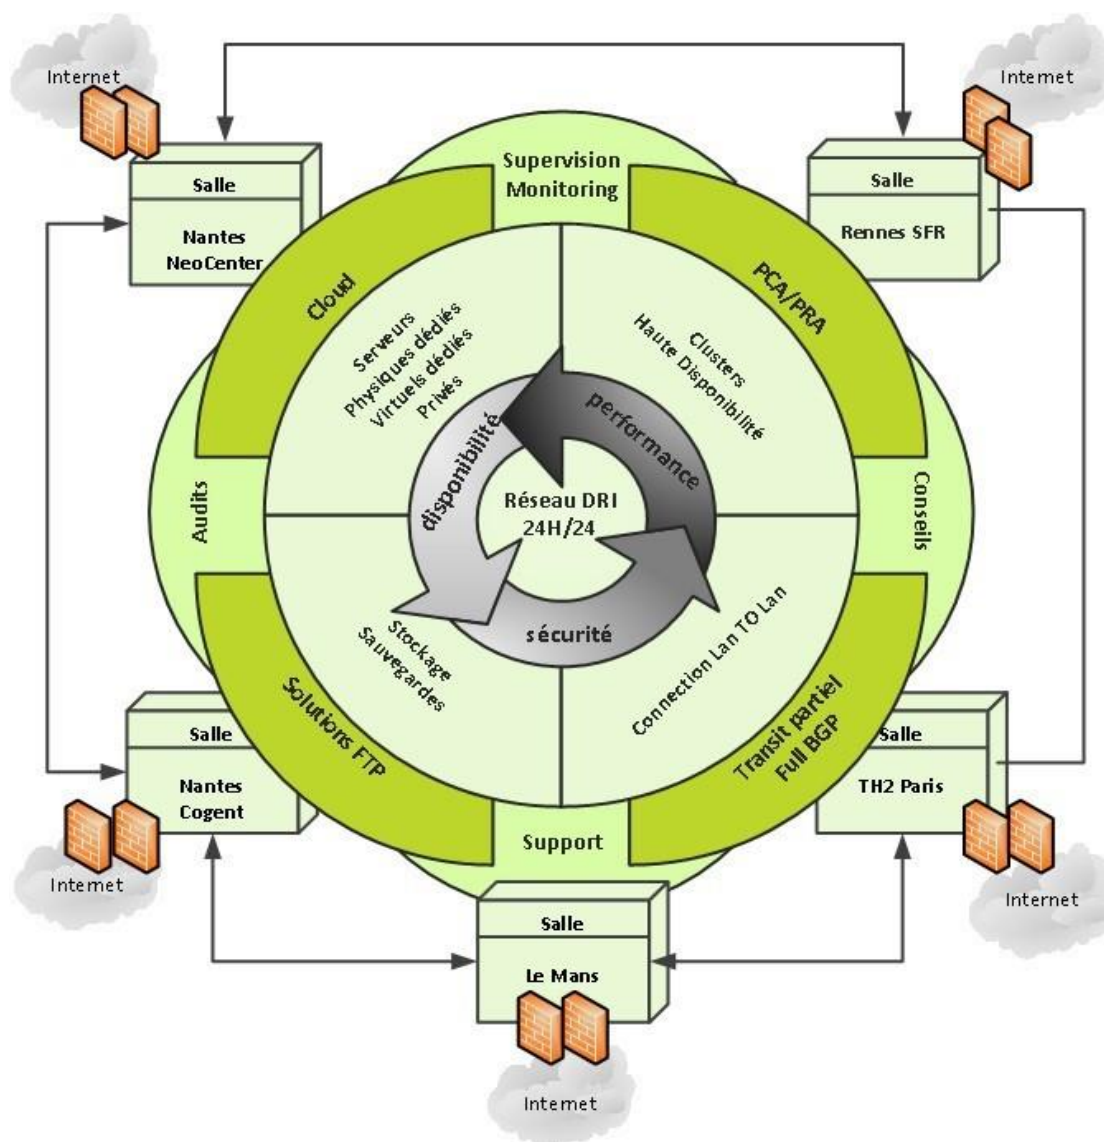 Internet
Internet
Salle
Nantes
NeoCenter
Supervision
Monitoring
Salle
Rennes SFR
Cloud
PCA/PRA
Serveurs
Physiques dédiés
Virtuels dédiés
Privés
Clusters
Haute Disponibilité
disponibilité
performance
Réseau DRI
24H/24
sécurité
Audits
Conseils
Stockage
Sauvegardes
Connection Lan TO Lan
Solutions FTP
Transit partiel
Full BGP
Salle
Nantes
Cogent
Salle
TH2 Paris
Support
Internet
Internet
Salle
Le Mans
Internet